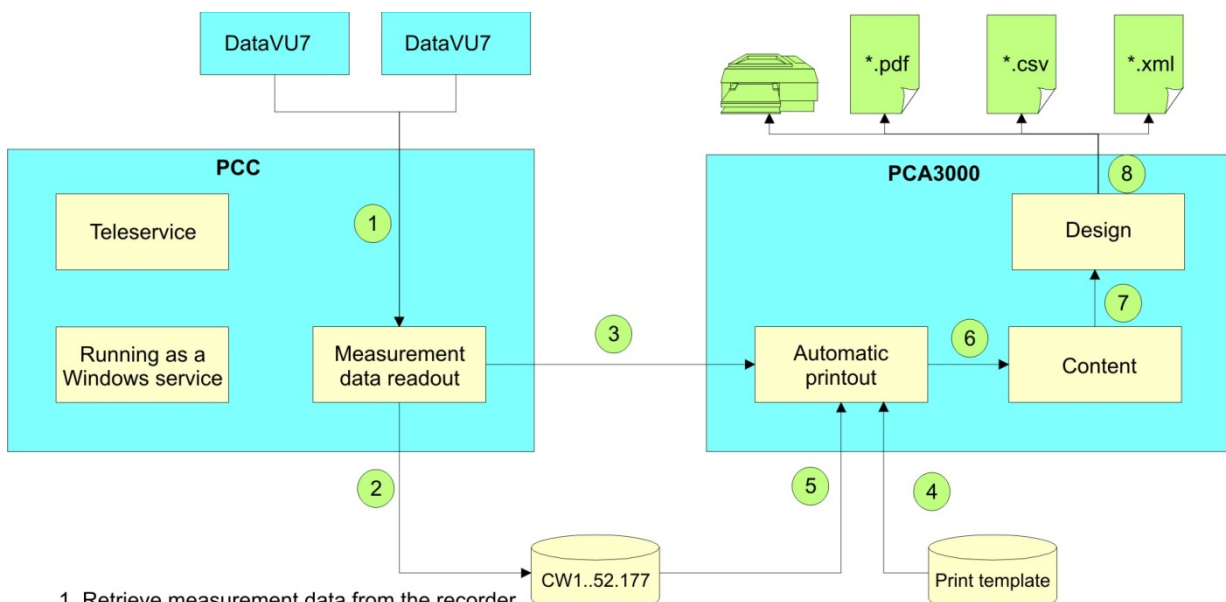 DataVU7
DataVU7
*.pdf
*.csv
*.xml
PCC
PCA3000
8
Teleservice
1
Design
7
3
Running as a
Windows service
Measurement
data readout
Automatic
printout
6
Content
2
5
4
CW1..52.177
Print template
1. Retrieve measurement data from the recorder